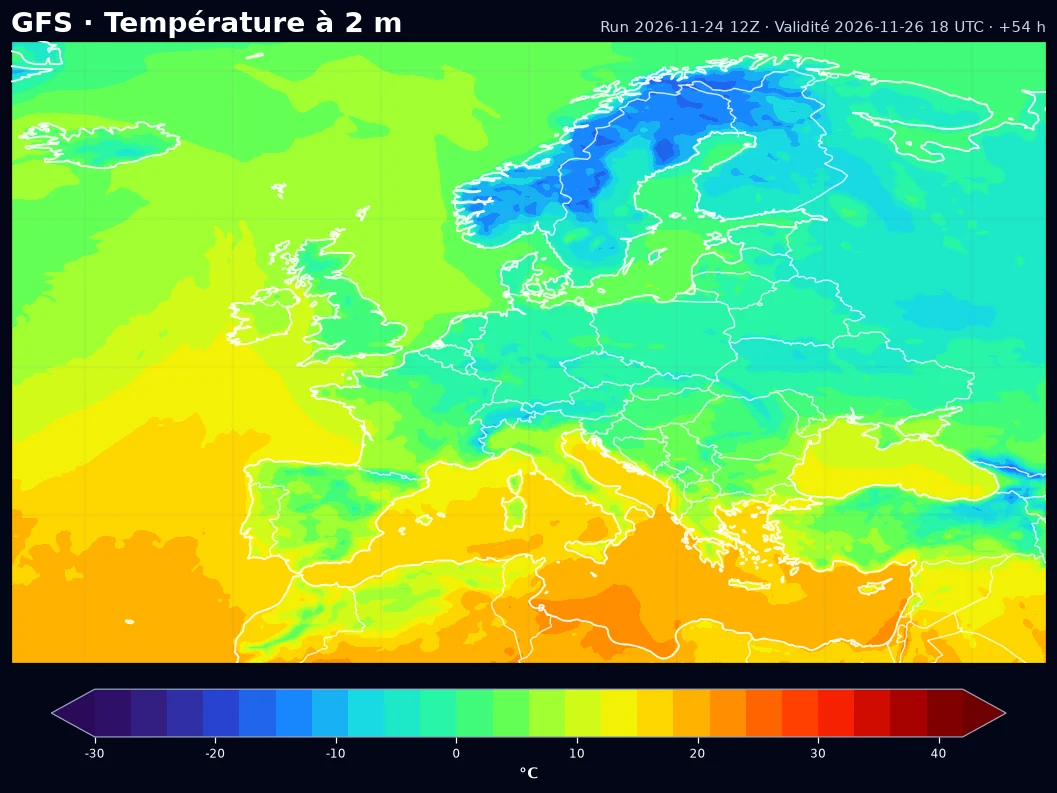 GFS · Température à 2 m
Run 2026-11-24 12Z · Validité 2026-11-26 18 UTC · +54 h
-30 -20 -10 0 10 20 30 40
°C